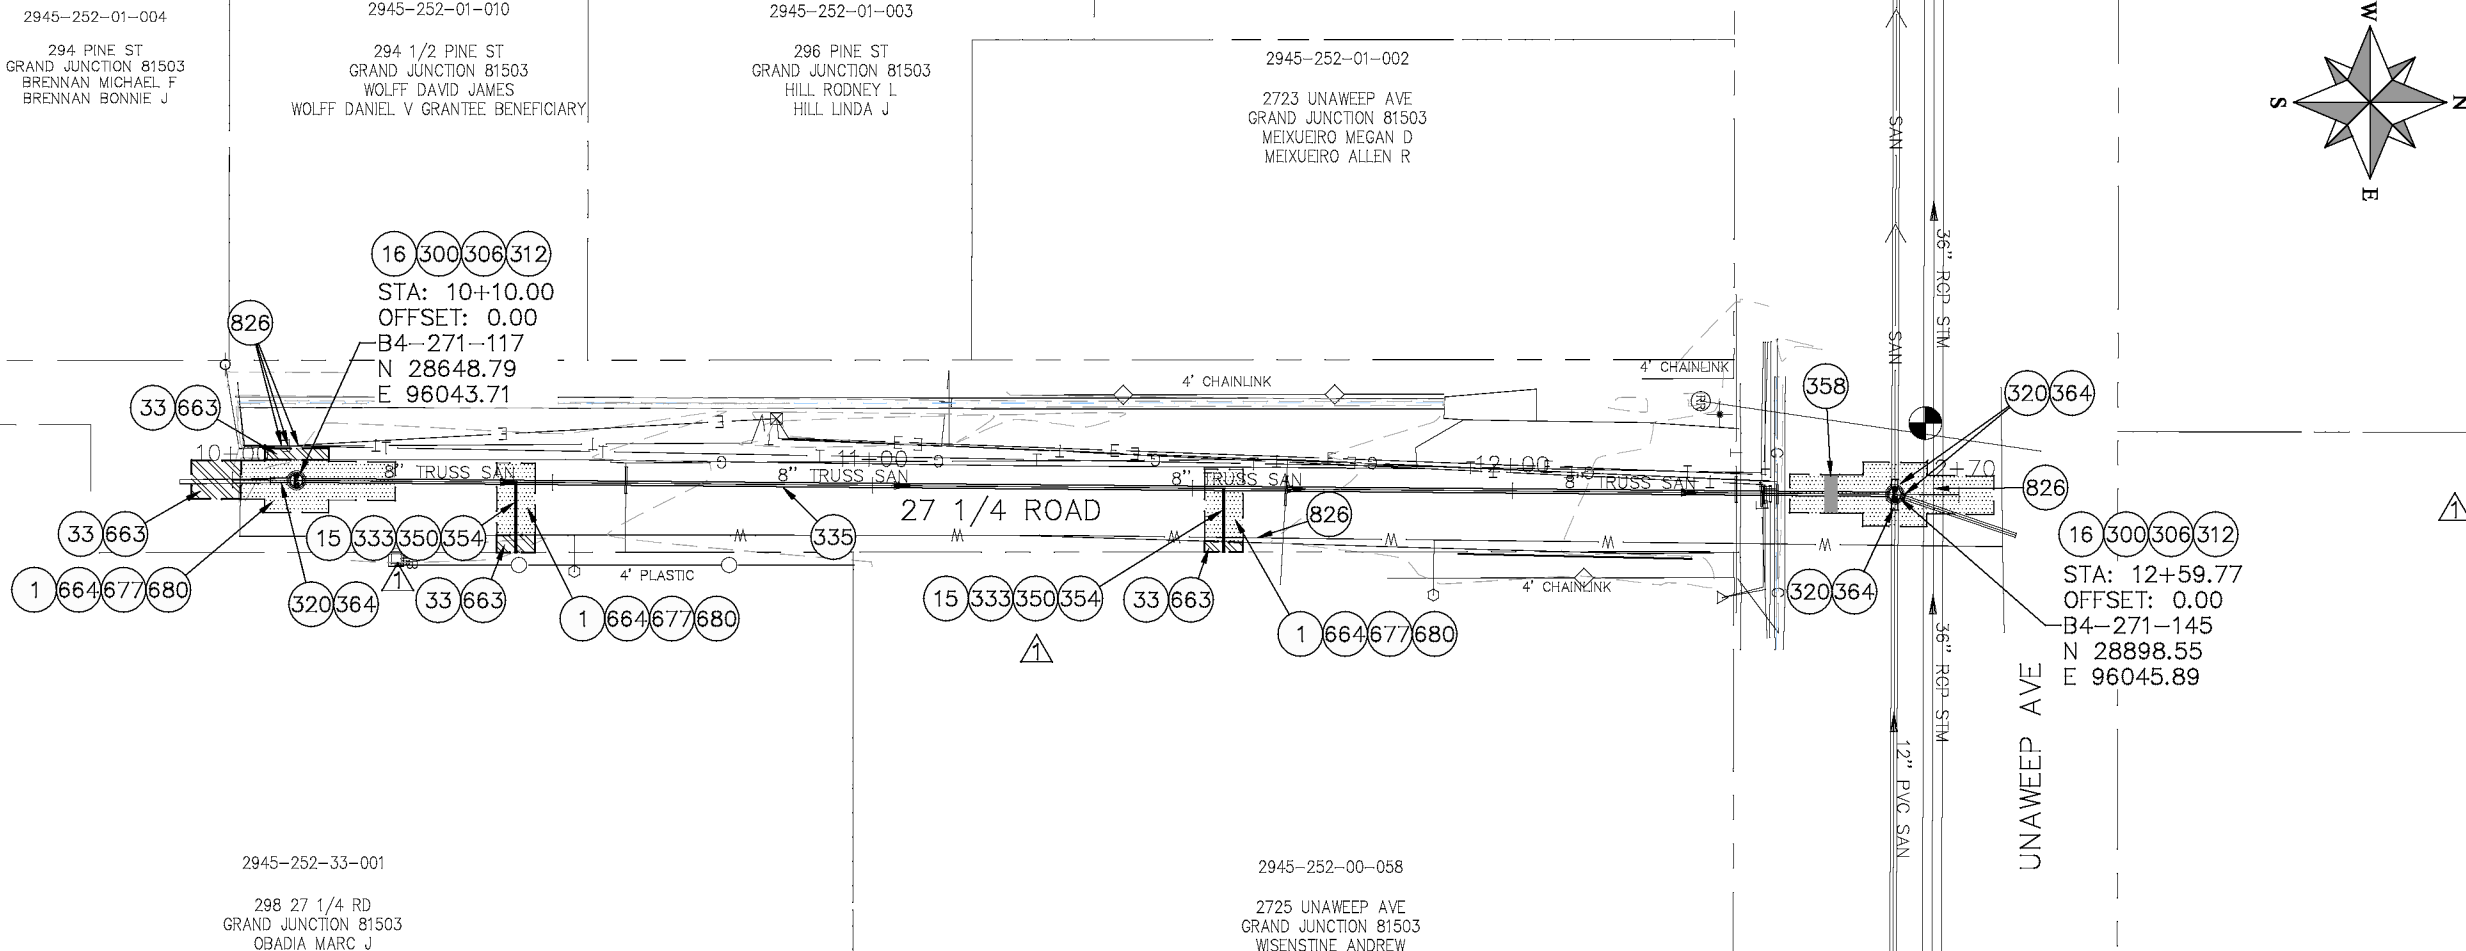 2945-252-01-004
294 PINE ST
GRAND JUNCTION 81503
BRENNAN MICHAEL F
BRENNAN BONNIE J
2945-252-01-010
294 1/2 PINE ST
GRAND JUNCTION 81503
WOLFF DAVID JAMES
WOLFF DANIEL V GRANTEE BENEFICIARY
2945-252-01-003
296 PINE ST
GRAND JUNCTION 81503
HILL RODNEY L
HILL LINDA J
2945-252-01-002
2723 UNAWEEP AVE
GRAND JUNCTION 81503
MEIXUEIRO MEGAN D
MEIXUEIRO ALLEN R
W
N
S
E
SAN
36" RCP STM
SAN
16 300 306 312
STA: 10+10.00
OFFSET: 0.00
B4-271-117
N 28648.79
E 96043.71
826
33 663
4' CHAINLINK
4' CHAINLINK
358
320 364
10+00
8" TRUSS SAN
11+00
8" TRUSS SAN
8" TRUSS SAN
12+00
8" TRUSS SAN
12+70
826
27 1/4 ROAD
826
33 663
15 333 350 354
335
1 664 677 680
320 364
1
33 663
4' PLASTIC
1 664 677 680
15 333 350 354
33 663
1 664 677 680
1
4' CHAINLINK
320 364
1
16 300 306 312
STA: 12+59.77
OFFSET: 0.00
B4-271-145
N 28898.55
E 96045.89
36" RCP STM
12" PVC SAN
UNAWEEP AVE
2945-252-33-001
298 27 1/4 RD
GRAND JUNCTION 81503
OBADIA MARC J
2945-252-00-058
2725 UNAWEEP AVE
GRAND JUNCTION 81503
WISENSTINE ANDREW